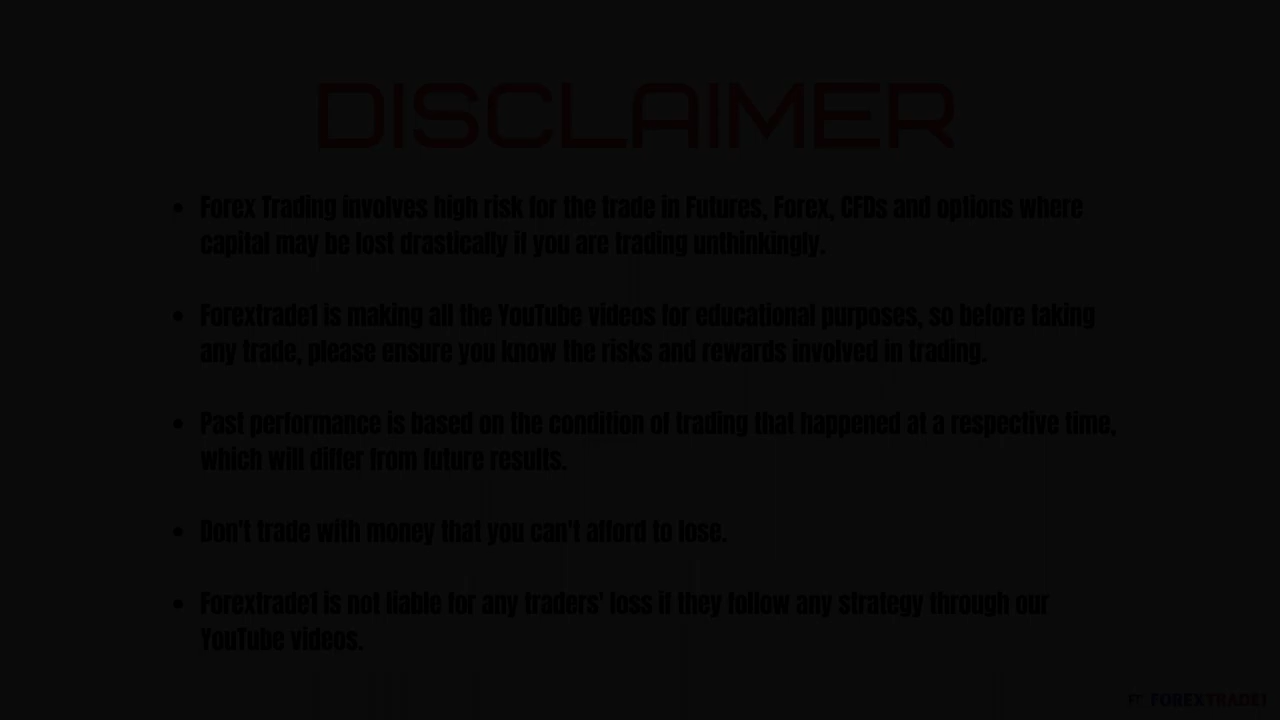 DISCLAIMER
• Forex Trading involves high risk for the trade in Futures, Forex, CFDs and options where
capital may be lost drastically if you are trading unthinkingly.
• Forextrade1 is making all the YouTube videos for educational purposes, so before taking
any trade, please ensure you know the risks and rewards involved in trading.
• Past performance is based on the condition of trading that happened at a respective time,
which will differ from future results.
• Don't trade with money that you can't afford to lose.
• Forextrade1 is not liable for any traders' loss if they follow any strategy through our
YouTube videos.
FOREXTRADE1